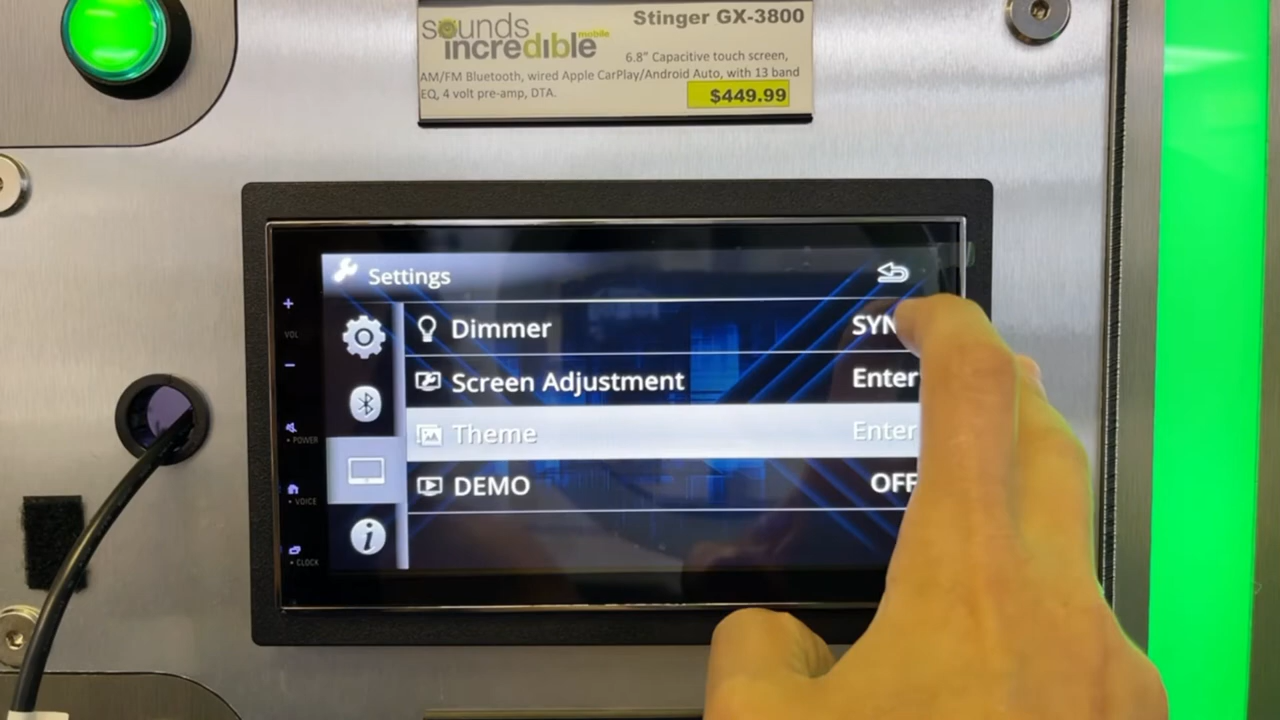 sounds
incredible mobile
Stinger GX-3800
6.8" Capacitive touch screen,
AM/FM Bluetooth, wired Apple CarPlay/Android Auto, with 13 band
EQ, 4 volt pre-amp, DTA.
$449.99
Settings
+
VOL
−
• POWER
• VOICE
• CLOCK
Dimmer SYN
Screen Adjustment Enter
Theme Enter
DEMO OFF